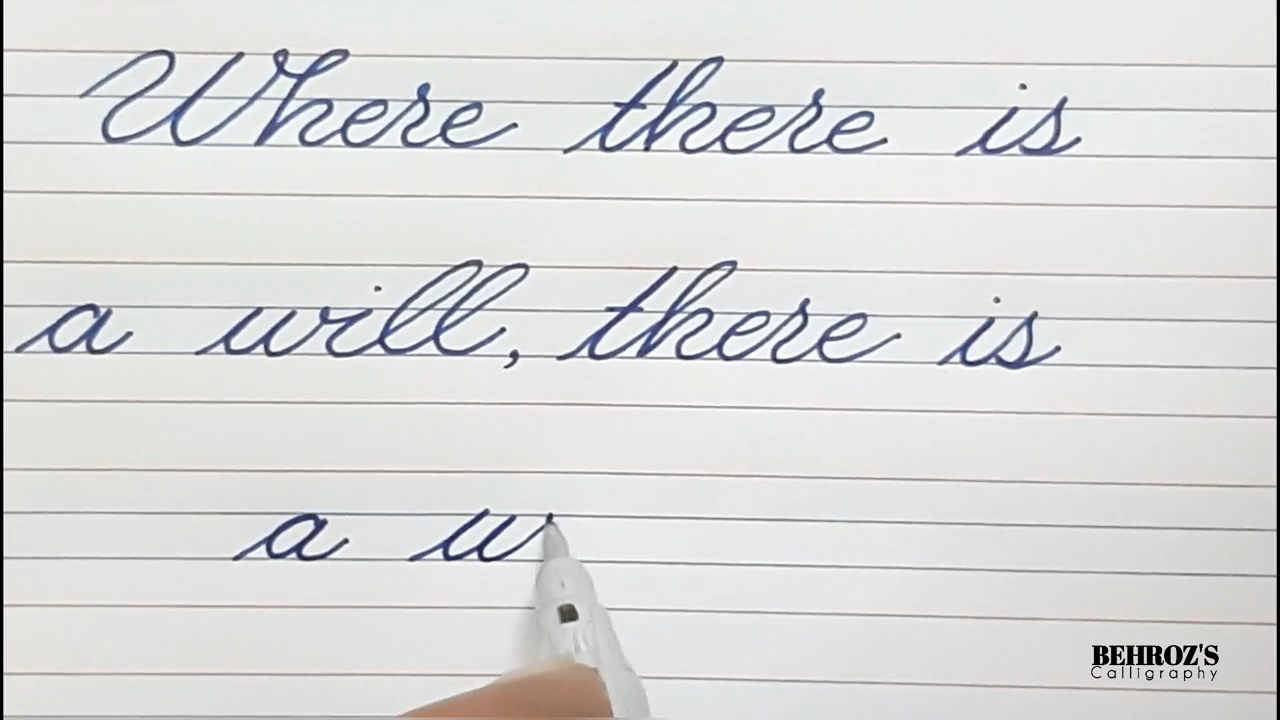 Where there is
a will, there is
a w
BEHROZ'S
Calligraphy